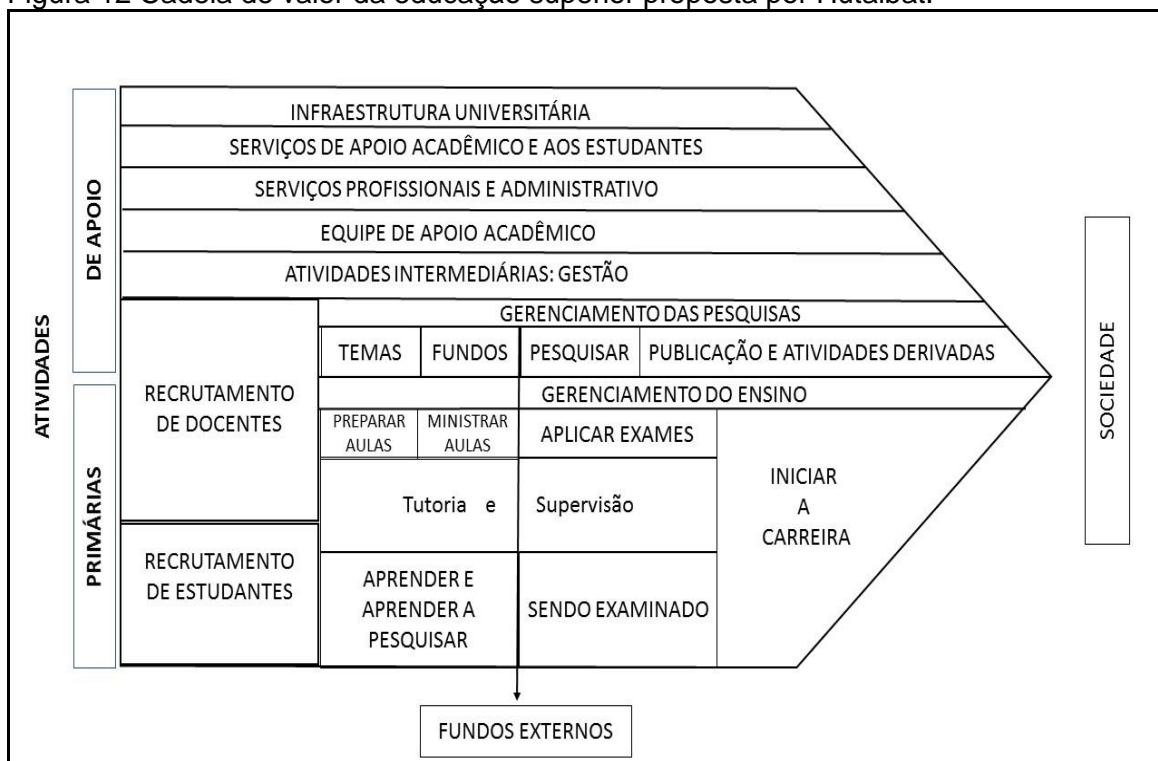 Figura 12 Cadeia de valor da educação superior proposta por Hutaibat.
INFRAESTRUTURA UNIVERSITÁRIA
SERVIÇOS DE APOIO ACADÊMICO E AOS ESTUDANTES
SERVIÇOS PROFISSIONAIS E ADMINISTRATIVO
EQUIPE DE APOIO ACADÊMICO
ATIVIDADES INTERMEDIÁRIAS: GESTÃO
ATIVIDADES
DE APOIO
PRIMÁRIAS
RECRUTAMENTO
DE DOCENTES
GERENCIAMENTO DAS PESQUISAS
TEMAS
FUNDOS
PESQUISAR
PUBLICAÇÃO E ATIVIDADES DERIVADAS
GERENCIAMENTO DO ENSINO
PREPARAR
AULAS
MINISTRAR
AULAS
APLICAR EXAMES
Tutoria e Supervisão
INICIAR
A
CARREIRA
RECRUTAMENTO
DE ESTUDANTES
APRENDER E
APRENDER A
PESQUISAR
SENDO EXAMINADO
SOCIEDADE
FUNDOS EXTERNOS